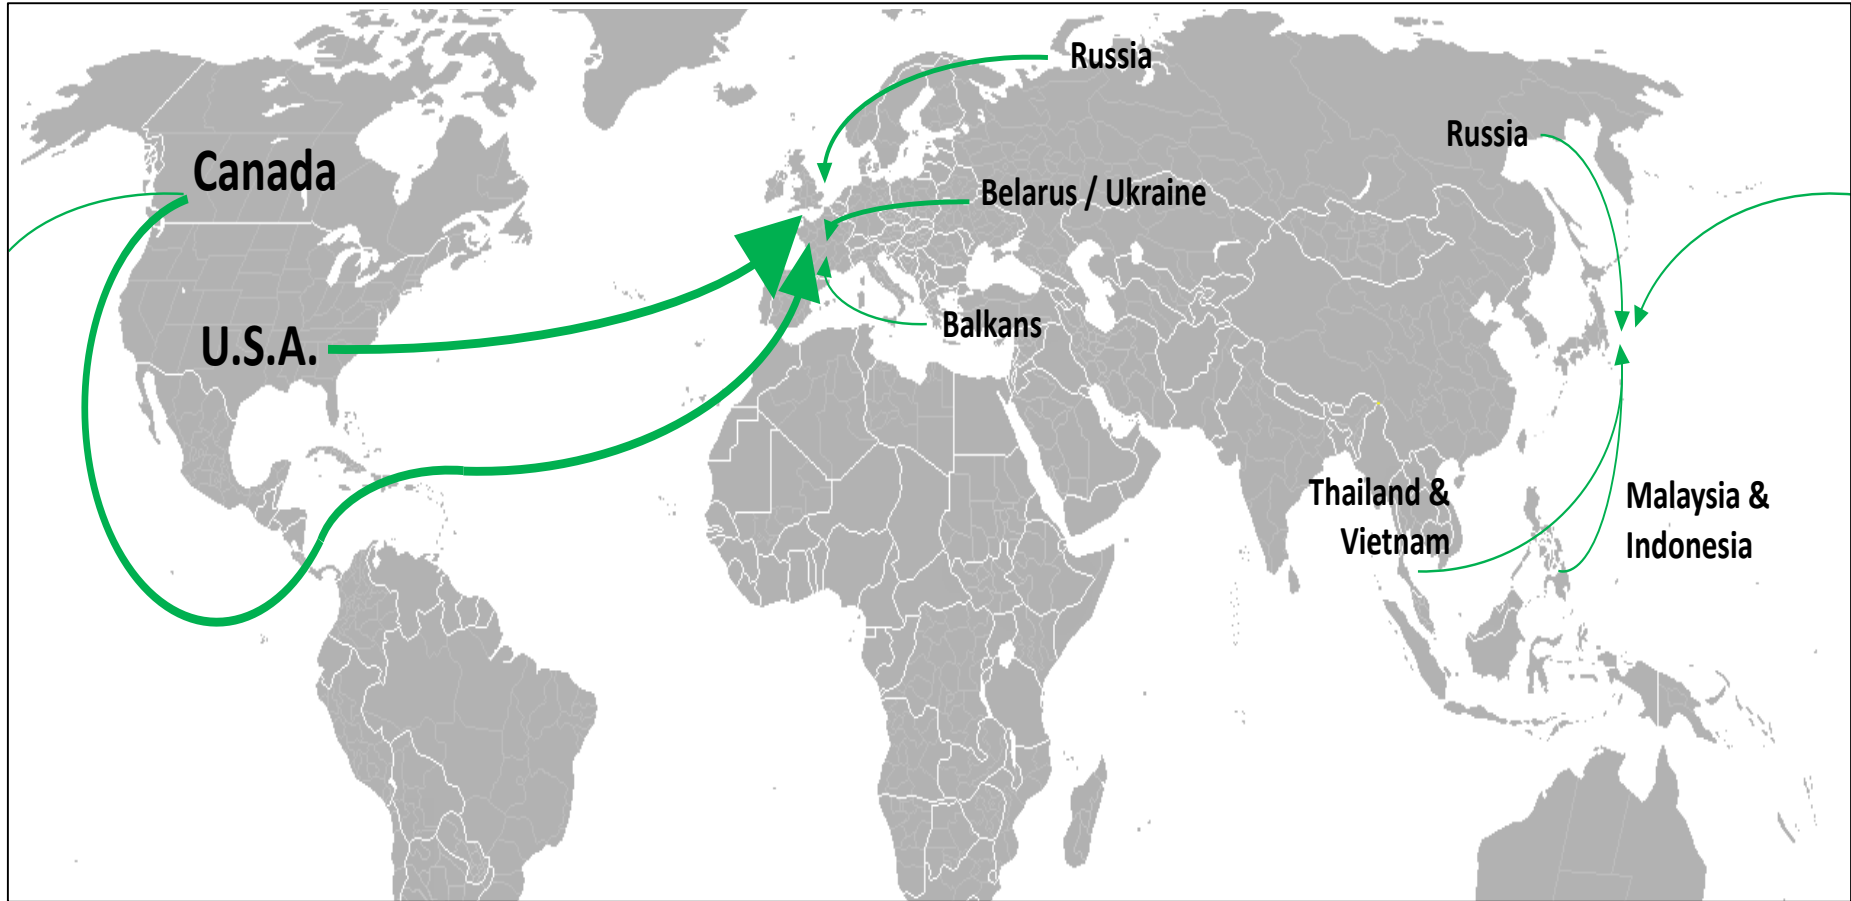 Russia
Russia
Canada
Belarus / Ukraine
U.S.A.
Balkans
Thailand &
Vietnam
Malaysia &
Indonesia